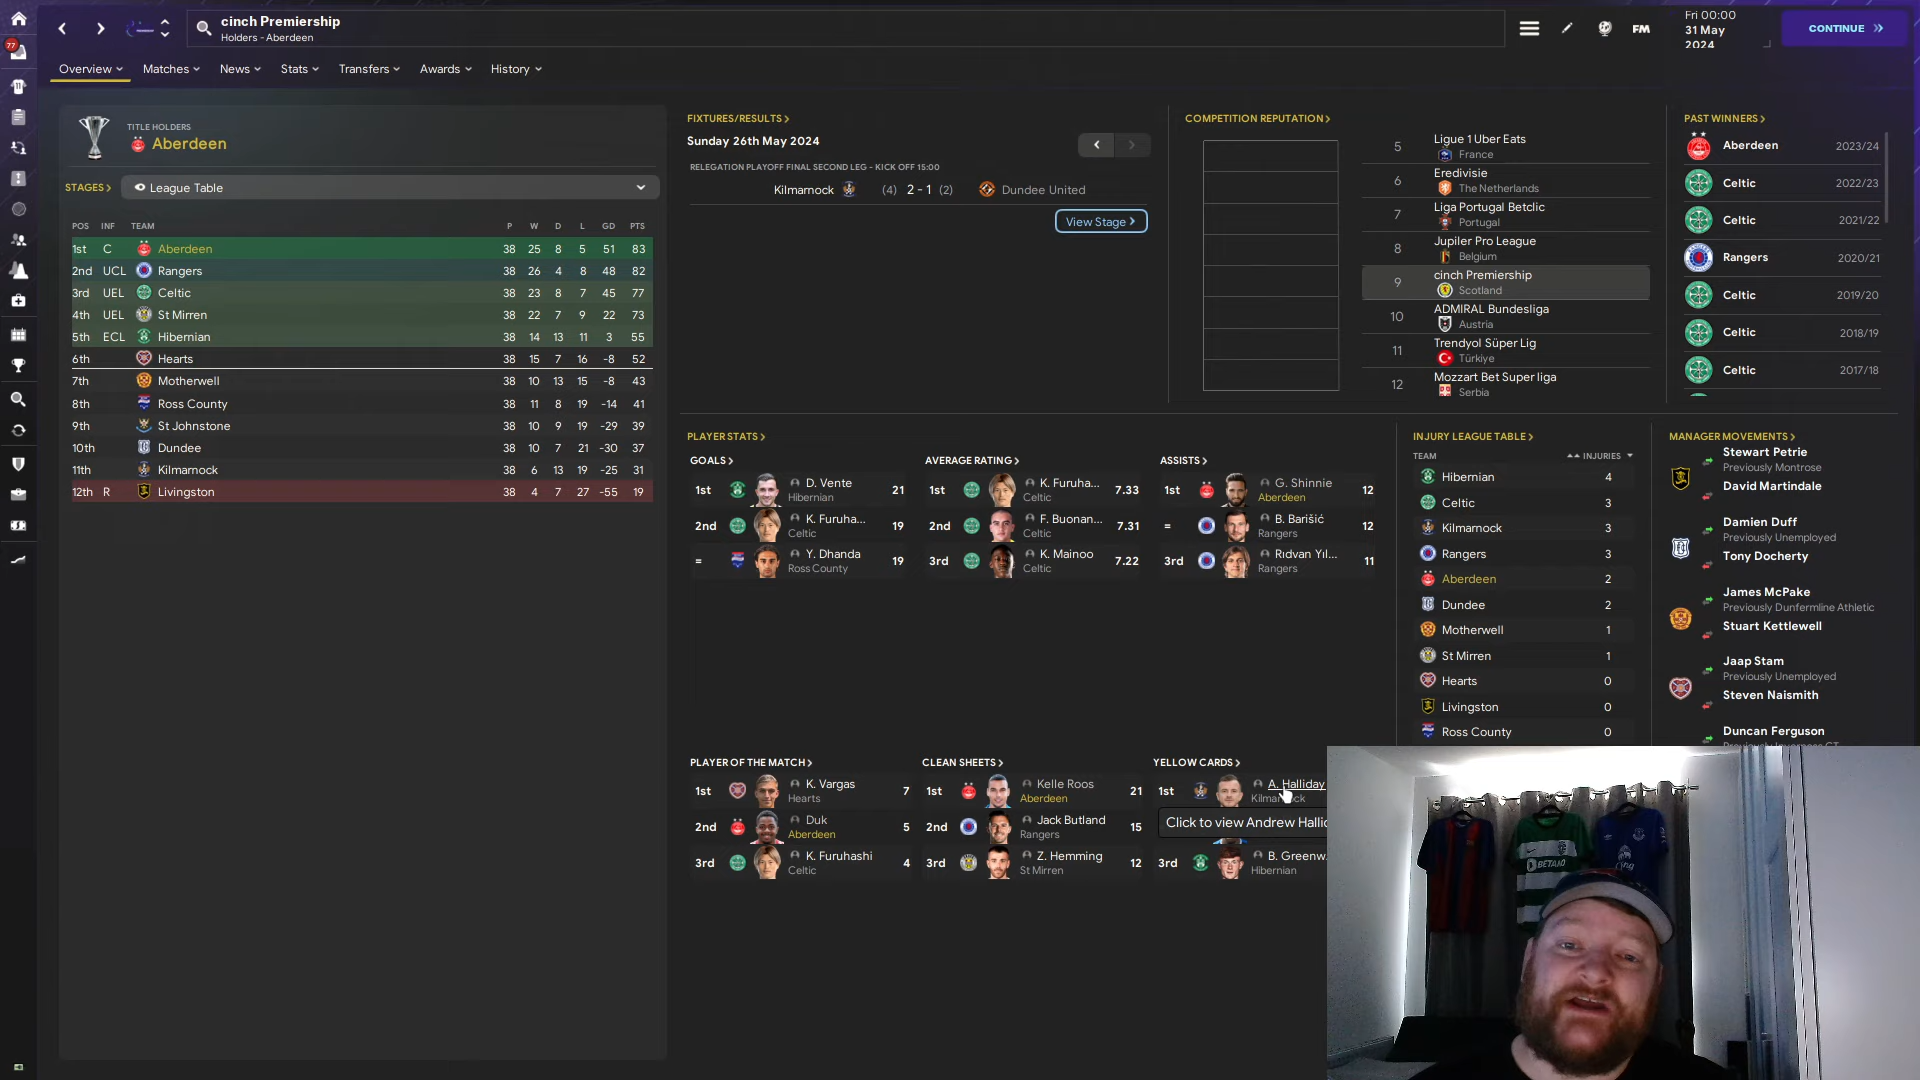 cinch Premiership
Holders - Aberdeen
Fri 00:00
31 May
2024
FM
CONTINUE
77
Overview
Matches
News
Stats
Transfers
Awards
History
TITLE HOLDERS
Aberdeen
STAGES
League Table
POS INF TEAM P W D L GD PTS
1st C Aberdeen 38 25 8 5 51 83
2nd UCL Rangers 38 26 4 8 48 82
3rd UEL Celtic 38 23 8 7 45 77
4th UEL St Mirren 38 22 7 9 22 73
5th ECL Hibernian 38 14 13 11 3 55
6th Hearts 38 15 7 16 -8 52
7th Motherwell 38 10 13 15 -8 43
8th Ross County 38 11 8 19 -14 41
9th St Johnstone 38 10 9 19 -29 39
10th Dundee 38 10 7 21 -30 37
11th Kilmarnock 38 6 13 19 -25 31
12th R Livingston 38 4 7 27 -55 19
FIXTURES/RESULTS
Sunday 26th May 2024
RELEGATION PLAYOFF FINAL SECOND LEG - KICK OFF 15:00
Kilmarnock (4) 2 - 1 (2) Dundee United
View Stage
COMPETITION REPUTATION
5 Ligue 1 Uber Eats
France
6 Eredivisie
The Netherlands
7 Liga Portugal Betclic
Portugal
8 Jupiler Pro League
Belgium
9 cinch Premiership
Scotland
10 ADMIRAL Bundesliga
Austria
11 Trendyol Süper Lig
Türkiye
12 Mozzart Bet Super liga
Serbia
PAST WINNERS
Aberdeen 2023/24
Celtic 2022/23
Celtic 2021/22
Rangers 2020/21
Celtic 2019/20
Celtic 2018/19
Celtic 2017/18
PLAYER STATS
GOALS
1st D. Vente 21
Hibernian
2nd K. Furuha... 19
Celtic
= Y. Dhanda 19
Ross County
AVERAGE RATING
1st K. Furuha... 7.33
Celtic
2nd F. Buonan... 7.31
Celtic
3rd K. Mainoo 7.22
Celtic
ASSISTS
1st G. Shinnie 12
Aberdeen
= B. Barišić 12
Rangers
3rd Rıdvan Yıl... 11
Rangers
INJURY LEAGUE TABLE
TEAM INJURIES
Hibernian 4
Celtic 3
Kilmarnock 3
Rangers 3
Aberdeen 2
Dundee 2
Motherwell 1
St Mirren 1
Hearts 0
Livingston 0
Ross County 0
MANAGER MOVEMENTS
Stewart Petrie
Previously Montrose
David Martindale
Damien Duff
Previously Unemployed
Tony Docherty
James McPake
Previously Dunfermline Athletic
Stuart Kettlewell
Jaap Stam
Previously Unemployed
Steven Naismith
Duncan Ferguson
PLAYER OF THE MATCH
1st K. Vargas 7
Hearts
2nd Duk 5
Aberdeen
3rd K. Furuhashi 4
Celtic
CLEAN SHEETS
1st Kelle Roos 21
Aberdeen
2nd Jack Butland 15
Rangers
3rd Z. Hemming 12
St Mirren
YELLOW CARDS
1st A. Halliday
Click to view Andrew Hallid
3rd B. Greenw.
Hibernian
BETANO